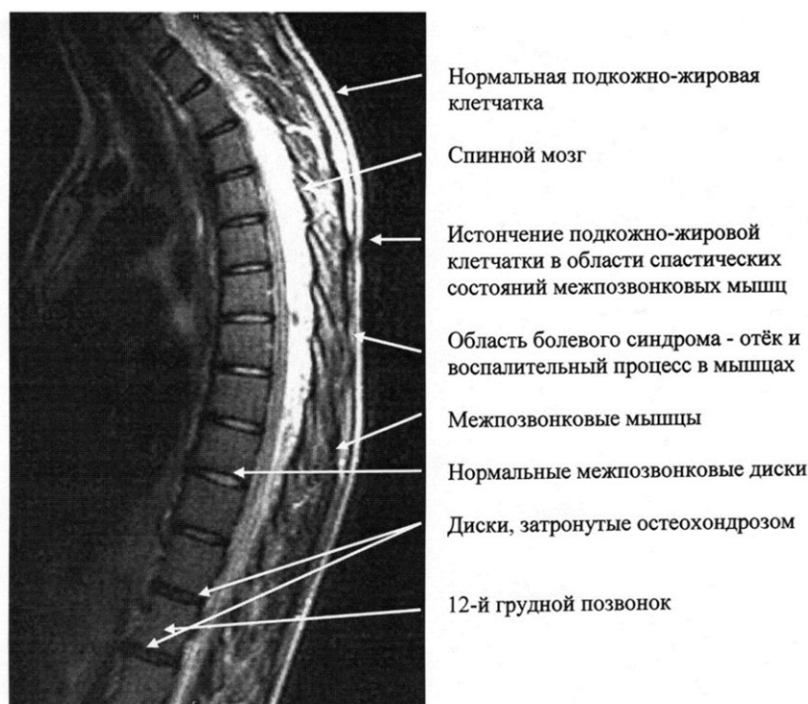 Нормальная подкожно-жировая
клетчатка
Спинной мозг
Истончение подкожно-жировой
клетчатки в области спастических
состояний межпозвонковых мышц
Область болевого синдрома - отёк и
воспалительный процесс в мышцах
Межпозвонковые мышцы
Нормальные межпозвонковые диски
Диски, затронутые остеохондрозом
12-й грудной позвонок